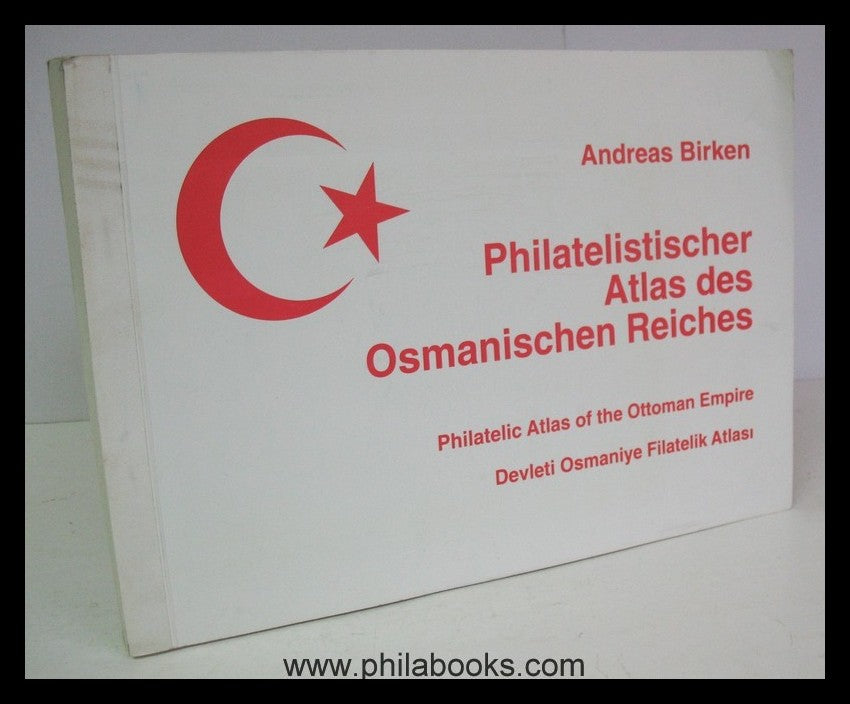 Andreas Birken
Philatelistischer
Atlas des
Osmanischen Reiches
Philatelic Atlas of the Ottoman Empire
Devleti Osmaniye Filatelik Atlası
www.philabooks.com